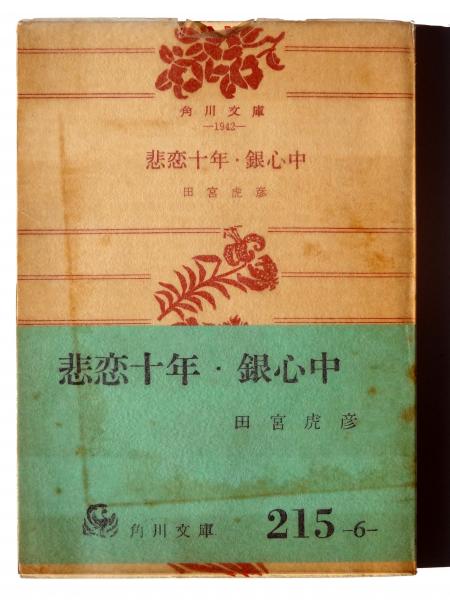 角川文庫
—1942—
悲恋十年・銀心中
田宮虎彦
悲恋十年・銀心中
田宮虎彦
角川文庫 215 -6-